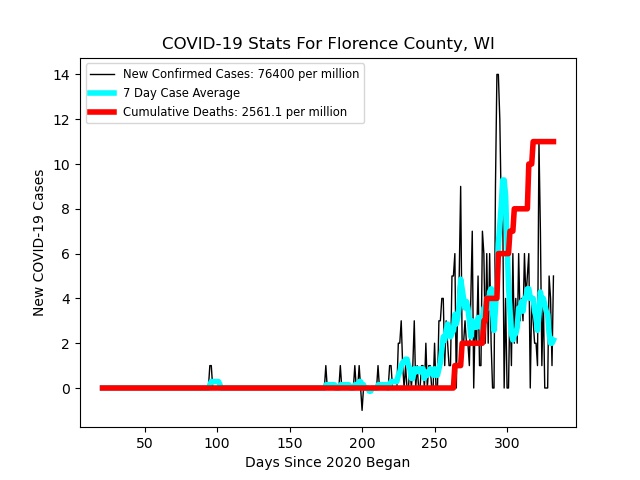 COVID-19 Stats For Florence County, WI
New Confirmed Cases: 76400 per million
7 Day Case Average
Cumulative Deaths: 2561.1 per million
New COVID-19 Cases
14
12
10
8
6
4
2
0
50 100 150 200 250 300
Days Since 2020 Began